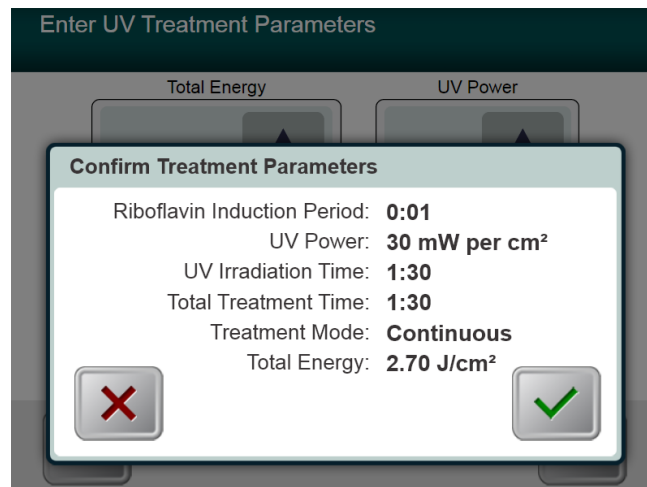 Enter UV Treatment Parameters
Total Energy UV Power
Confirm Treatment Parameters
Riboflavin Induction Period: 0:01
UV Power: 30 mW per cm²
UV Irradiation Time: 1:30
Total Treatment Time: 1:30
Treatment Mode: Continuous
Total Energy: 2.70 J/cm²